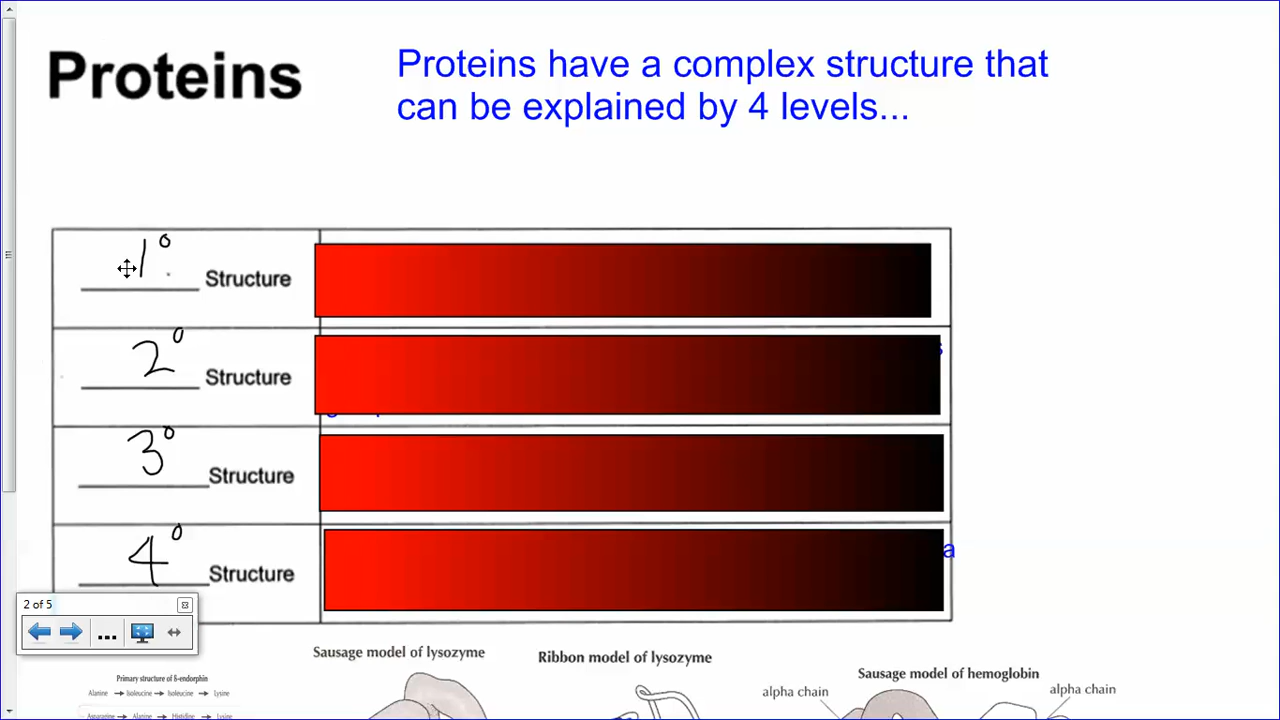 Proteins
Proteins have a complex structure that
can be explained by 4 levels...
1° Structure
2° Structure
3° Structure
4° Structure
2 of 5
...
Sausage model of lysozyme
Ribbon model of lysozyme
Sausage model of hemoglobin
Primary structure of ß-endorphin
alpha chain
alpha chain
Alanine → Isoleucine → Isoleucine → Lysine
Asparagine → Alanine → Histidine → Lysine